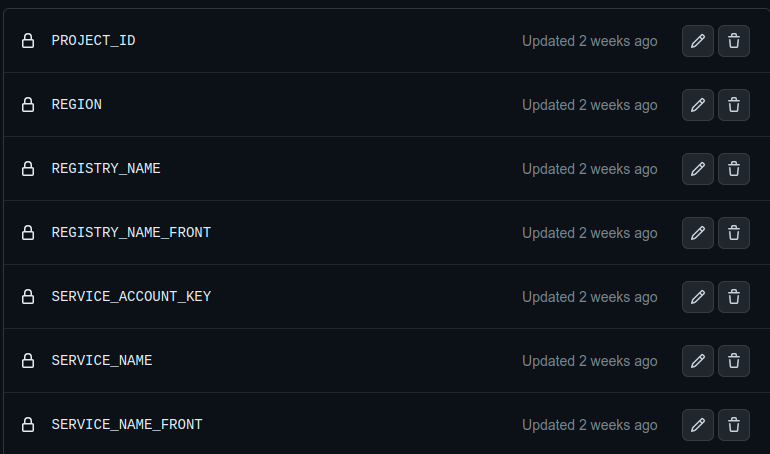 PROJECT_ID Updated 2 weeks ago
REGION Updated 2 weeks ago
REGISTRY_NAME Updated 2 weeks ago
REGISTRY_NAME_FRONT Updated 2 weeks ago
SERVICE_ACCOUNT_KEY Updated 2 weeks ago
SERVICE_NAME Updated 2 weeks ago
SERVICE_NAME_FRONT Updated 2 weeks ago